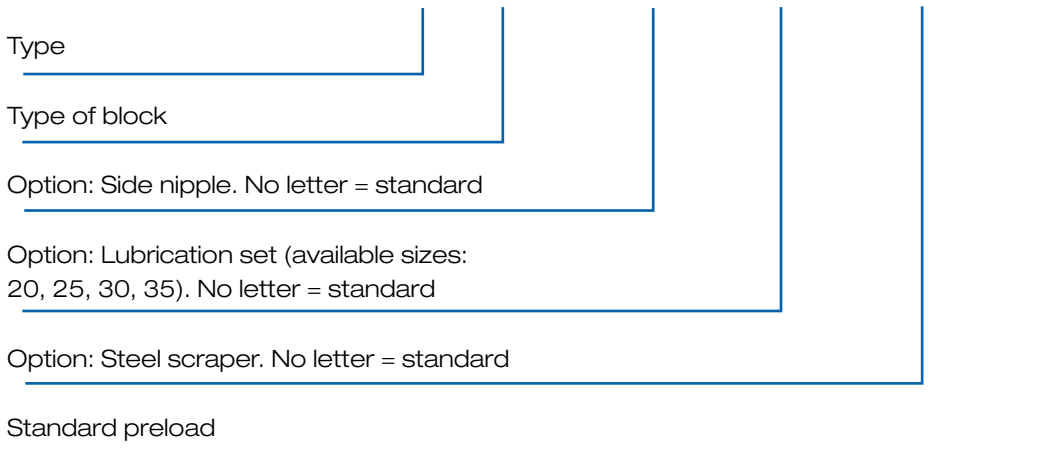 Type
Type of block
Option: Side nipple. No letter = standard
Option: Lubrication set (available sizes:
20, 25, 30, 35). No letter = standard
Option: Steel scraper. No letter = standard
Standard preload